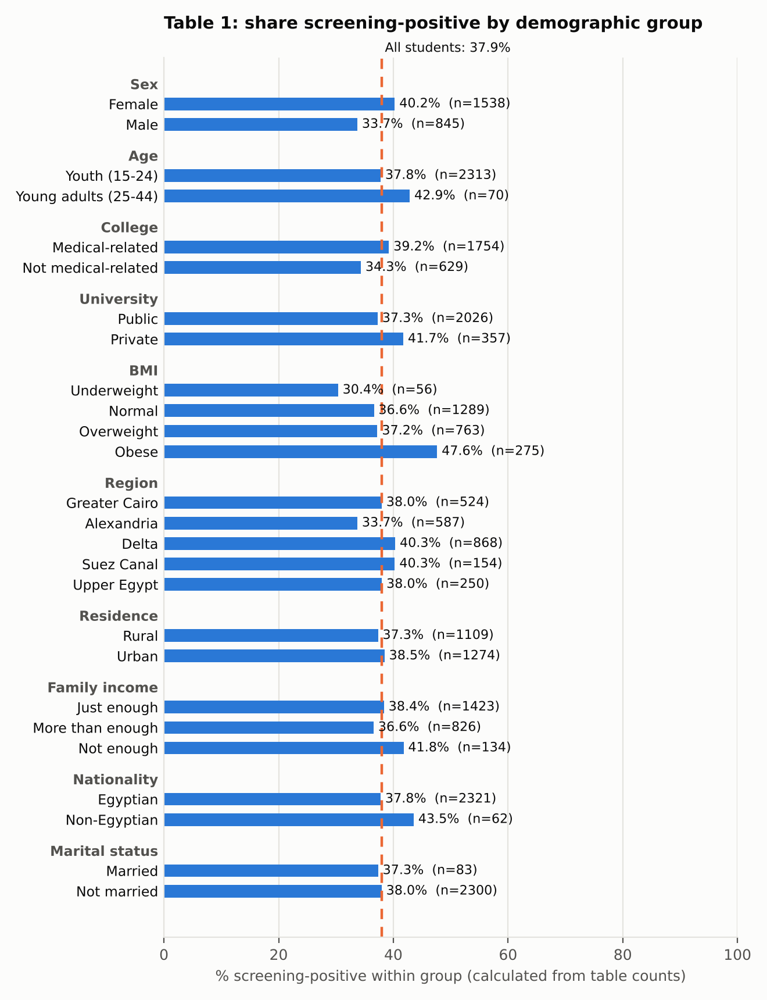 Table 1: share screening-positive by demographic group
All students: 37.9%
Sex
Female 40.2% (n=1538)
Male 33.7% (n=845)
Age
Youth (15-24) 37.8% (n=2313)
Young adults (25-44) 42.9% (n=70)
College
Medical-related 39.2% (n=1754)
Not medical-related 34.3% (n=629)
University
Public 37.3% (n=2026)
Private 41.7% (n=357)
BMI
Underweight 30.4% (n=56)
Normal 36.6% (n=1289)
Overweight 37.2% (n=763)
Obese 47.6% (n=275)
Region
Greater Cairo 38.0% (n=524)
Alexandria 33.7% (n=587)
Delta 40.3% (n=868)
Suez Canal 40.3% (n=154)
Upper Egypt 38.0% (n=250)
Residence
Rural 37.3% (n=1109)
Urban 38.5% (n=1274)
Family income
Just enough 38.4% (n=1423)
More than enough 36.6% (n=826)
Not enough 41.8% (n=134)
Nationality
Egyptian 37.8% (n=2321)
Non-Egyptian 43.5% (n=62)
Marital status
Married 37.3% (n=83)
Not married 38.0% (n=2300)
0 20 40 60 80 100
% screening-positive within group (calculated from table counts)